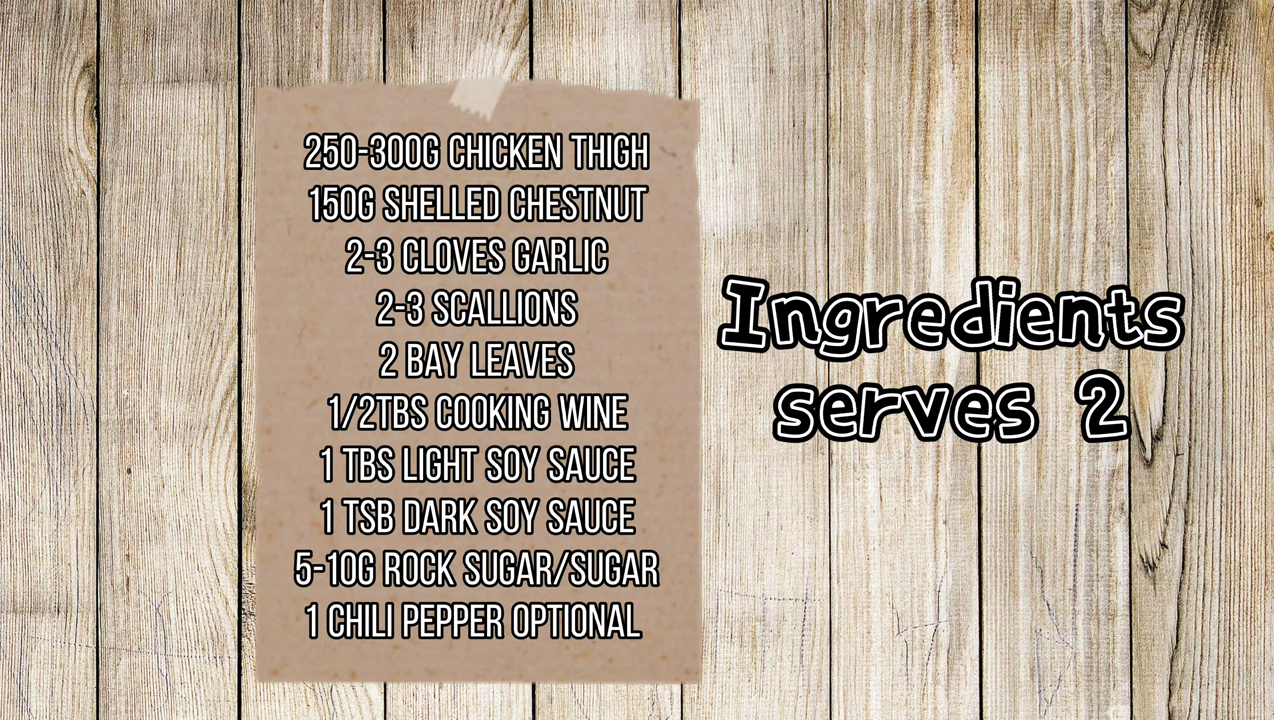 250-300G CHICKEN THIGH
150G SHELLED CHESTNUT
2-3 CLOVES GARLIC
2-3 SCALLIONS
2 BAY LEAVES
1/2TBS COOKING WINE
1 TBS LIGHT SOY SAUCE
1 TSB DARK SOY SAUCE
5-10G ROCK SUGAR/SUGAR
1 CHILI PEPPER OPTIONAL
Ingredients
serves 2